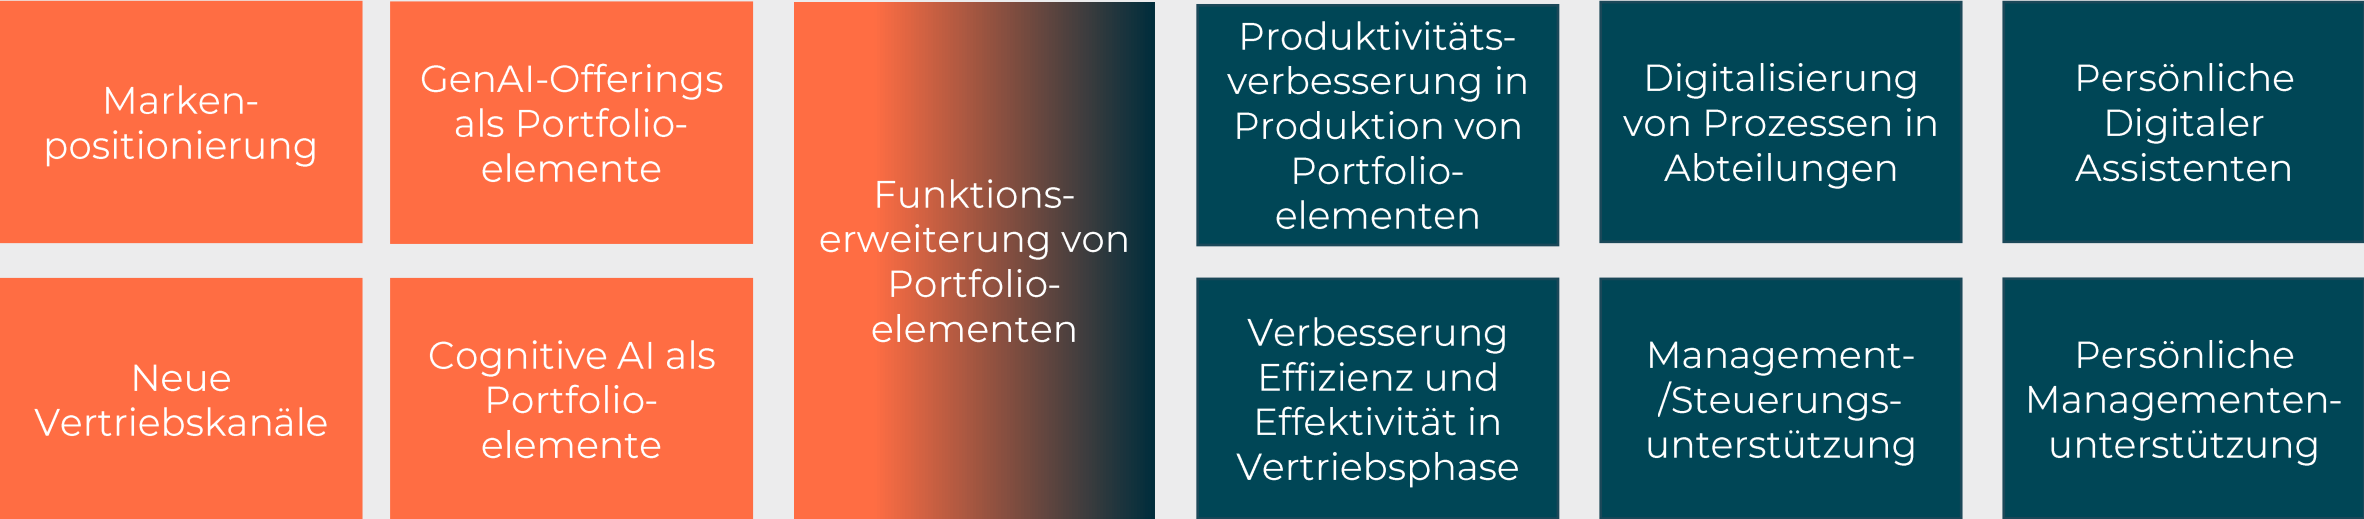 Marken-
positionierung
GenAI-Offerings
als Portfolio-
elemente
Funktions-
erweiterung von
Portfolio-
elementen
Produktivitäts-
verbesserung in
Produktion von
Portfolio-
elementen
Digitalisierung
von Prozessen in
Abteilungen
Persönliche
Digitaler
Assistenten
Neue
Vertriebskanäle
Cognitive AI als
Portfolio-
elemente
Verbesserung
Effizienz und
Effektivität in
Vertriebsphase
Management-
/Steuerungs-
unterstützung
Persönliche
Managementen-
unterstützung